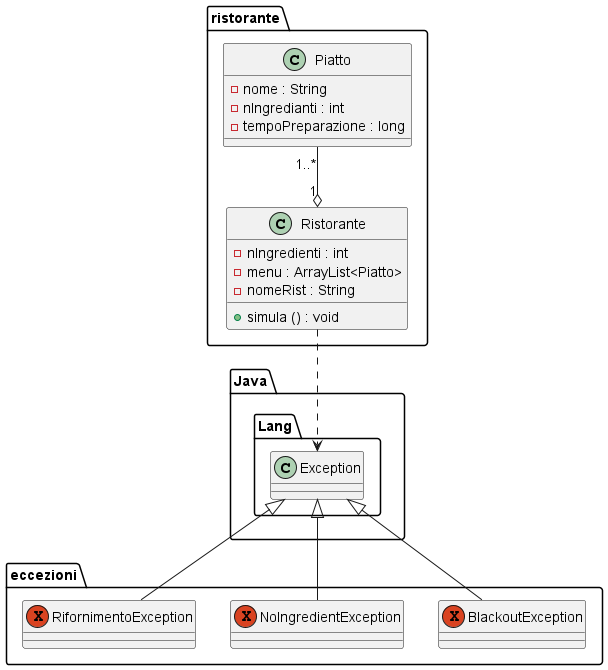 ristorante
C Piatto
nome : String
nIngredianti : int
tempoPreparazione : long
1..*
1
C Ristorante
nIngredienti : int
menu : ArrayList<Piatto>
nomeRist : String
simula () : void
Java
Lang
C Exception
eccezioni
X RifornimentoException
X NoIngredientException
X BlackoutException